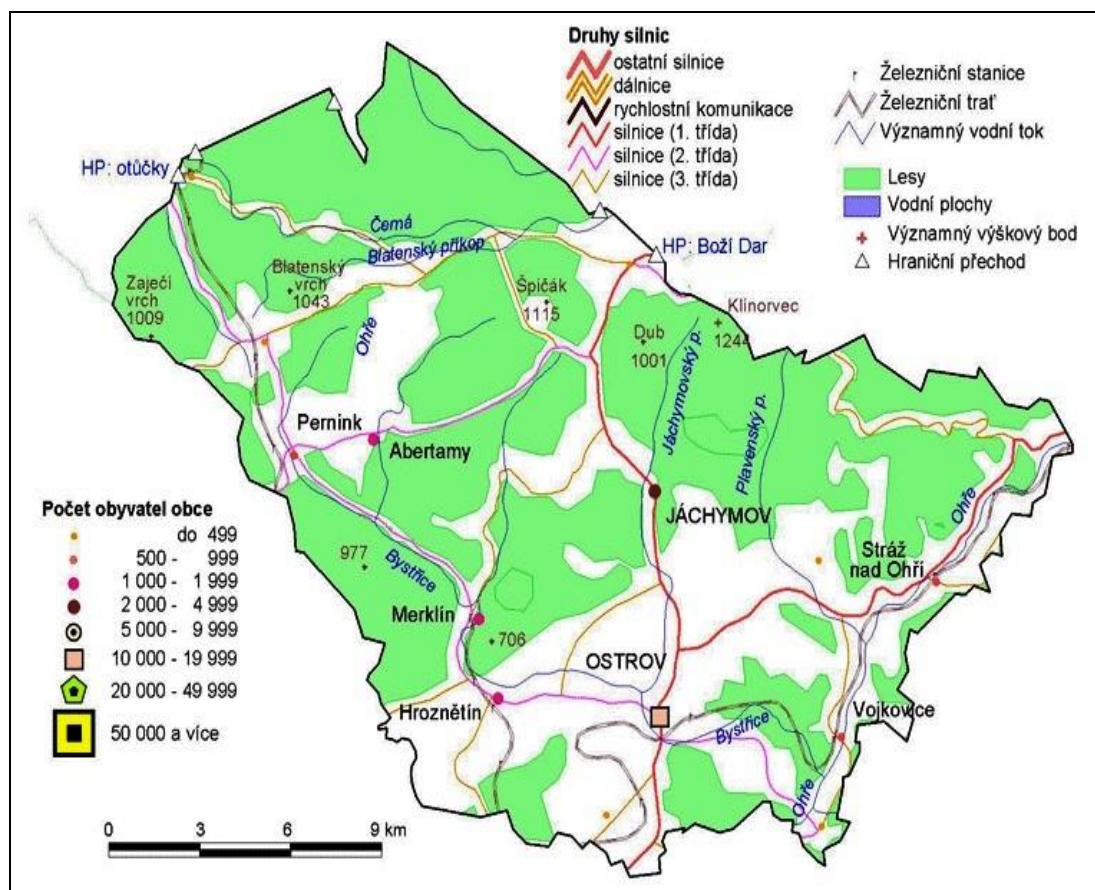 Druhy silnic
ostatní silnice
dálnice
rychlostní komunikace
silnice (1. třída)
silnice (2. třída)
silnice (3. třída)
Železniční stanice
Železniční trať
Významný vodní tok
Lesy
Vodní plochy
Významný výškový bod
Hraniční přechod
HP: otůčky
Černá
Blatenský příkop
HP: Boží Dar
Zaječí
vrch
1009
Blatenský
vrch
1043
Špičák
1115
Klinorvec
1244
Dub
1001
Ohře
Jáchymovský p.
Plavenský p.
Pernink
Abertamy
JÁCHYMOV
Ohře
Stráž
nad Ohří
977
Bystřice
Merklín
706
OSTROV
Hroznětín
Vojkovice
Bystřice
Ohře
Počet obyvatel obce
do 499
500 - 999
1 000 - 1 999
2 000 - 4 999
5 000 - 9 999
10 000 - 19 999
20 000 - 49 999
50 000 a více
0 3 6 9 km